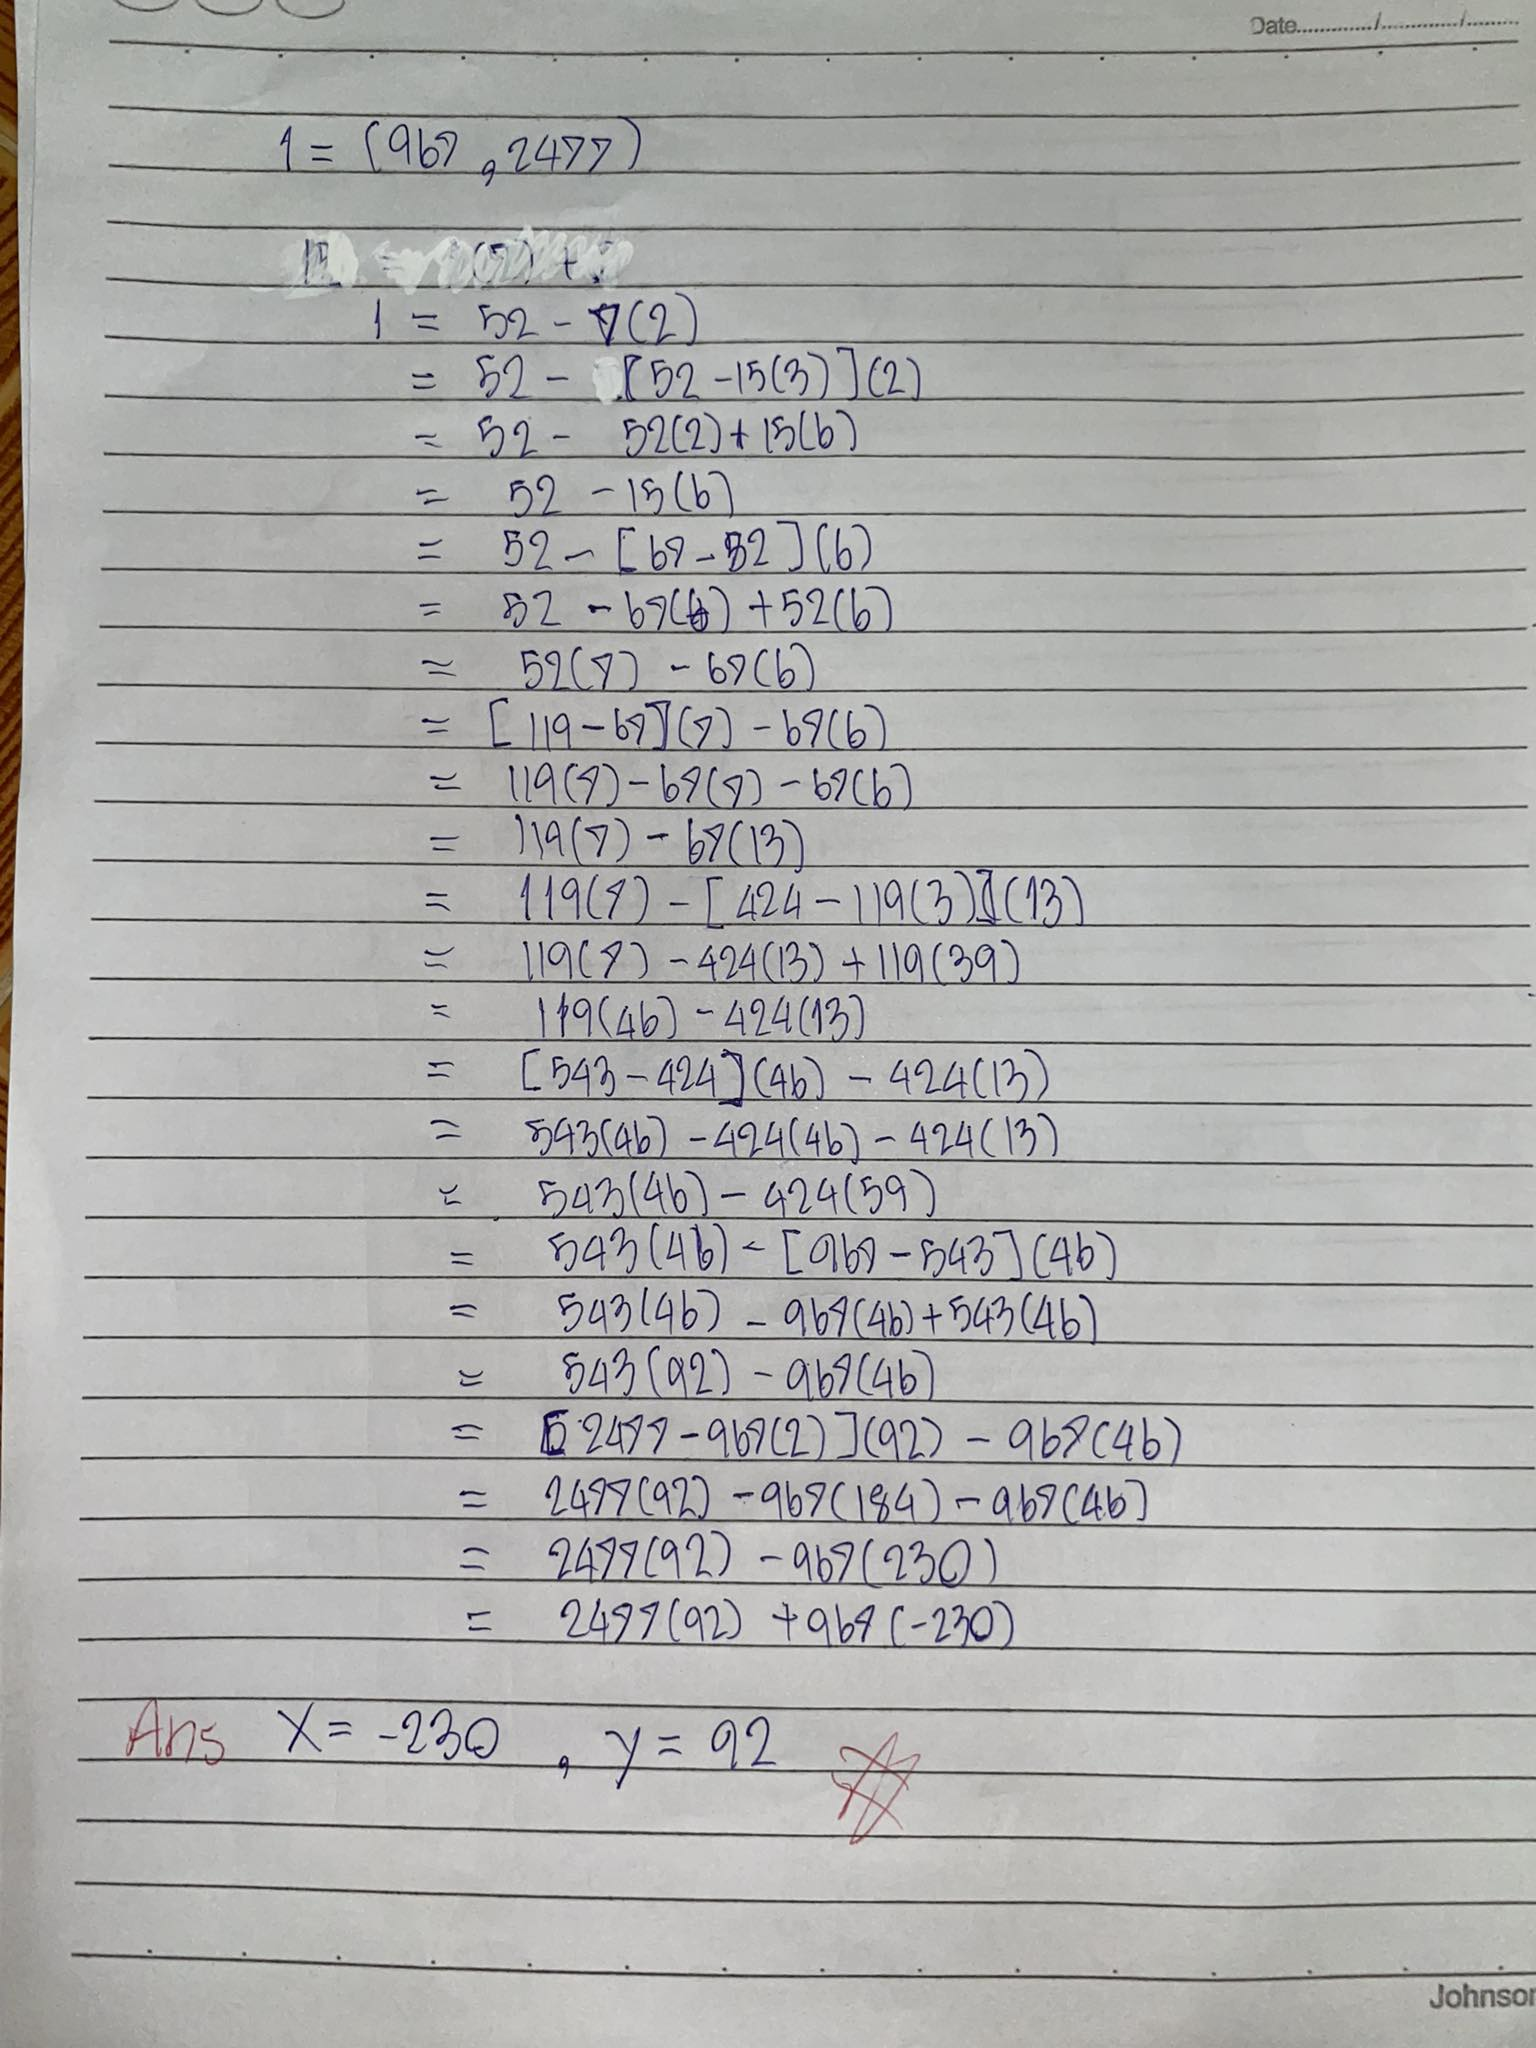 Date............/............/.........
1 = (967, 2477)
1 = 52 - 7(2)
= 52 - [52 - 15(3)](2)
= 52 - 52(2) + 15(6)
= 52 - 15(6)
= 52 - [67 - 52](6)
= 52 - 67(6) + 52(6)
= 52(7) - 67(6)
= [119 - 67](7) - 67(6)
= 119(7) - 67(7) - 67(6)
= 119(7) - 67(13)
= 119(7) - [424 - 119(3)](13)
= 119(7) - 424(13) + 119(39)
= 119(46) - 424(13)
= [543 - 424](46) - 424(13)
= 543(46) - 424(46) - 424(13)
= 543(46) - 424(59)
= 543(46) - [967 - 543](46)
= 543(46) - 967(46) + 543(46)
= 543(92) - 967(46)
= [2477 - 967(2)](92) - 967(46)
= 2477(92) - 967(184) - 967(46)
= 2477(92) - 967(230)
= 2477(92) + 967(-230)
Ans X = -230, y = 92
Johnson